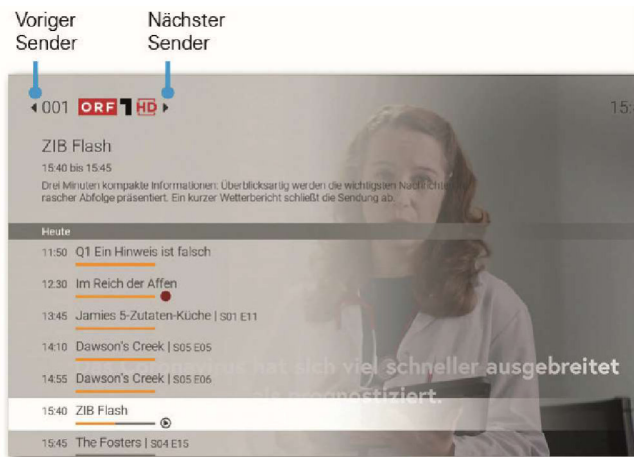 Voriger
Sender
Nächster
Sender
001 ORF 1 HD
15:
ZIB Flash
15:40 bis 15:45
Drei Minuten kompakte Informationen: Überblicksartig werden die wichtigsten Nachrichten
rascher Abfolge präsentiert. Ein kurzer Wetterbericht schließt die Sendung ab.
Heute
11:50 Q1 Ein Hinweis ist falsch
12:30 Im Reich der Affen
13:45 Jamies 5-Zutaten-Küche | S01 E11
14:10 Dawson's Creek | S05 E05
Das Coronavirus hat sich viel schneller ausgebreitet
14:55 Dawson's Creek | S05 E06
prognostiziert.
15:40 ZIB Flash
15:45 The Fosters | S04 E15